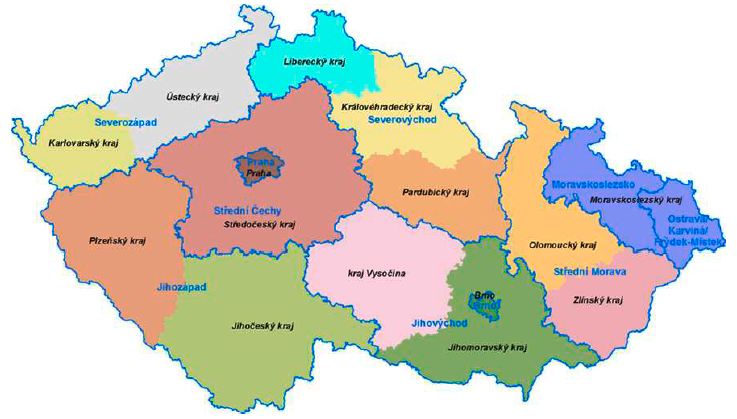 Liberecký kraj
Ústecký kraj
Královéhradecký kraj
Severovýchod
Severozápad
Karlovarský kraj
Praha
Praha
Moravskoslezsko
Pardubický kraj
Moravskoslezský kraj
Střední Čechy
Středočeský kraj
Ostrava/
Karviná/
Frýdek-Místek
Plzeňský kraj
Olomoucký kraj
kraj Vysočina
Střední Morava
Jihozápad
Brno
Brno
Zlínský kraj
Jihovýchod
Jihočeský kraj
Jihomoravský kraj